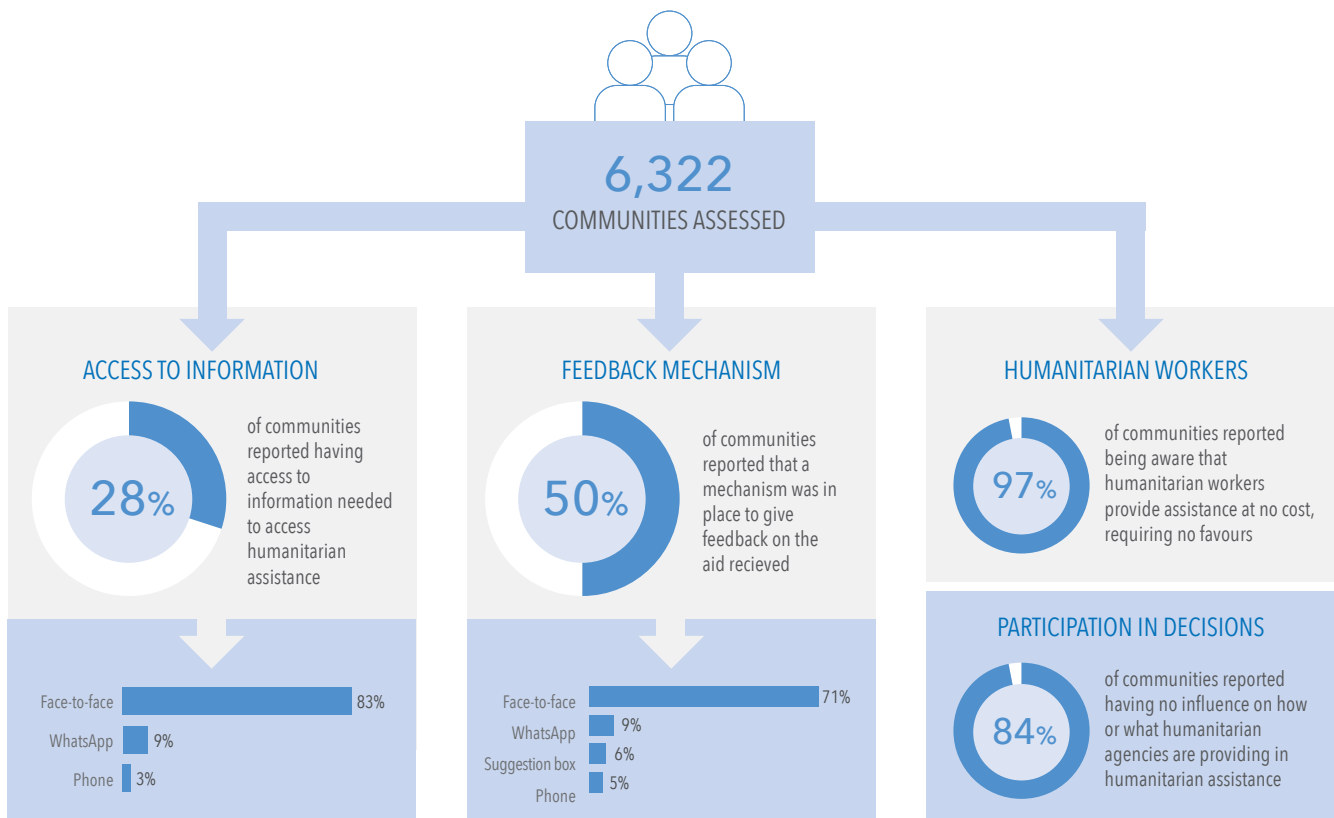 6,322
COMMUNITIES ASSESSED
ACCESS TO INFORMATION
28%
of communities
reported having
access to
information needed
to access
humanitarian
assistance
Face-to-face 83%
WhatsApp 9%
Phone 3%
FEEDBACK MECHANISM
50%
of communities
reported that a
mechanism was in
place to give
feedback on the
aid recieved
Face-to-face 71%
WhatsApp 9%
Suggestion box 6%
Phone 5%
HUMANITARIAN WORKERS
97%
of communities reported
being aware that
humanitarian workers
provide assistance at no cost,
requiring no favours
PARTICIPATION IN DECISIONS
84%
of communities reported
having no influence on how
or what humanitarian
agencies are providing in
humanitarian assistance